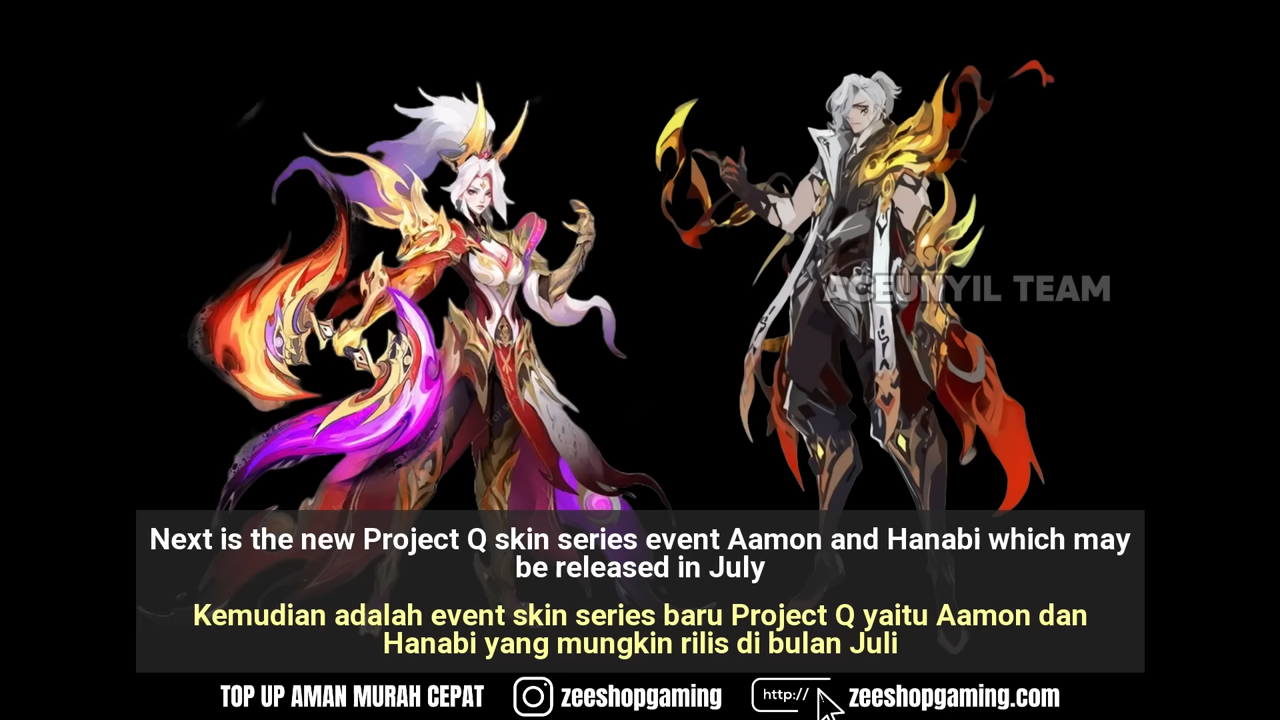 ACEUNYIL TEAM
Next is the new Project Q skin series event Aamon and Hanabi which may
be released in July
Kemudian adalah event skin series baru Project Q yaitu Aamon dan
Hanabi yang mungkin rilis di bulan Juli
TOP UP AMAN MURAH CEPAT zeeshopgaming http:// zeeshopgaming.com